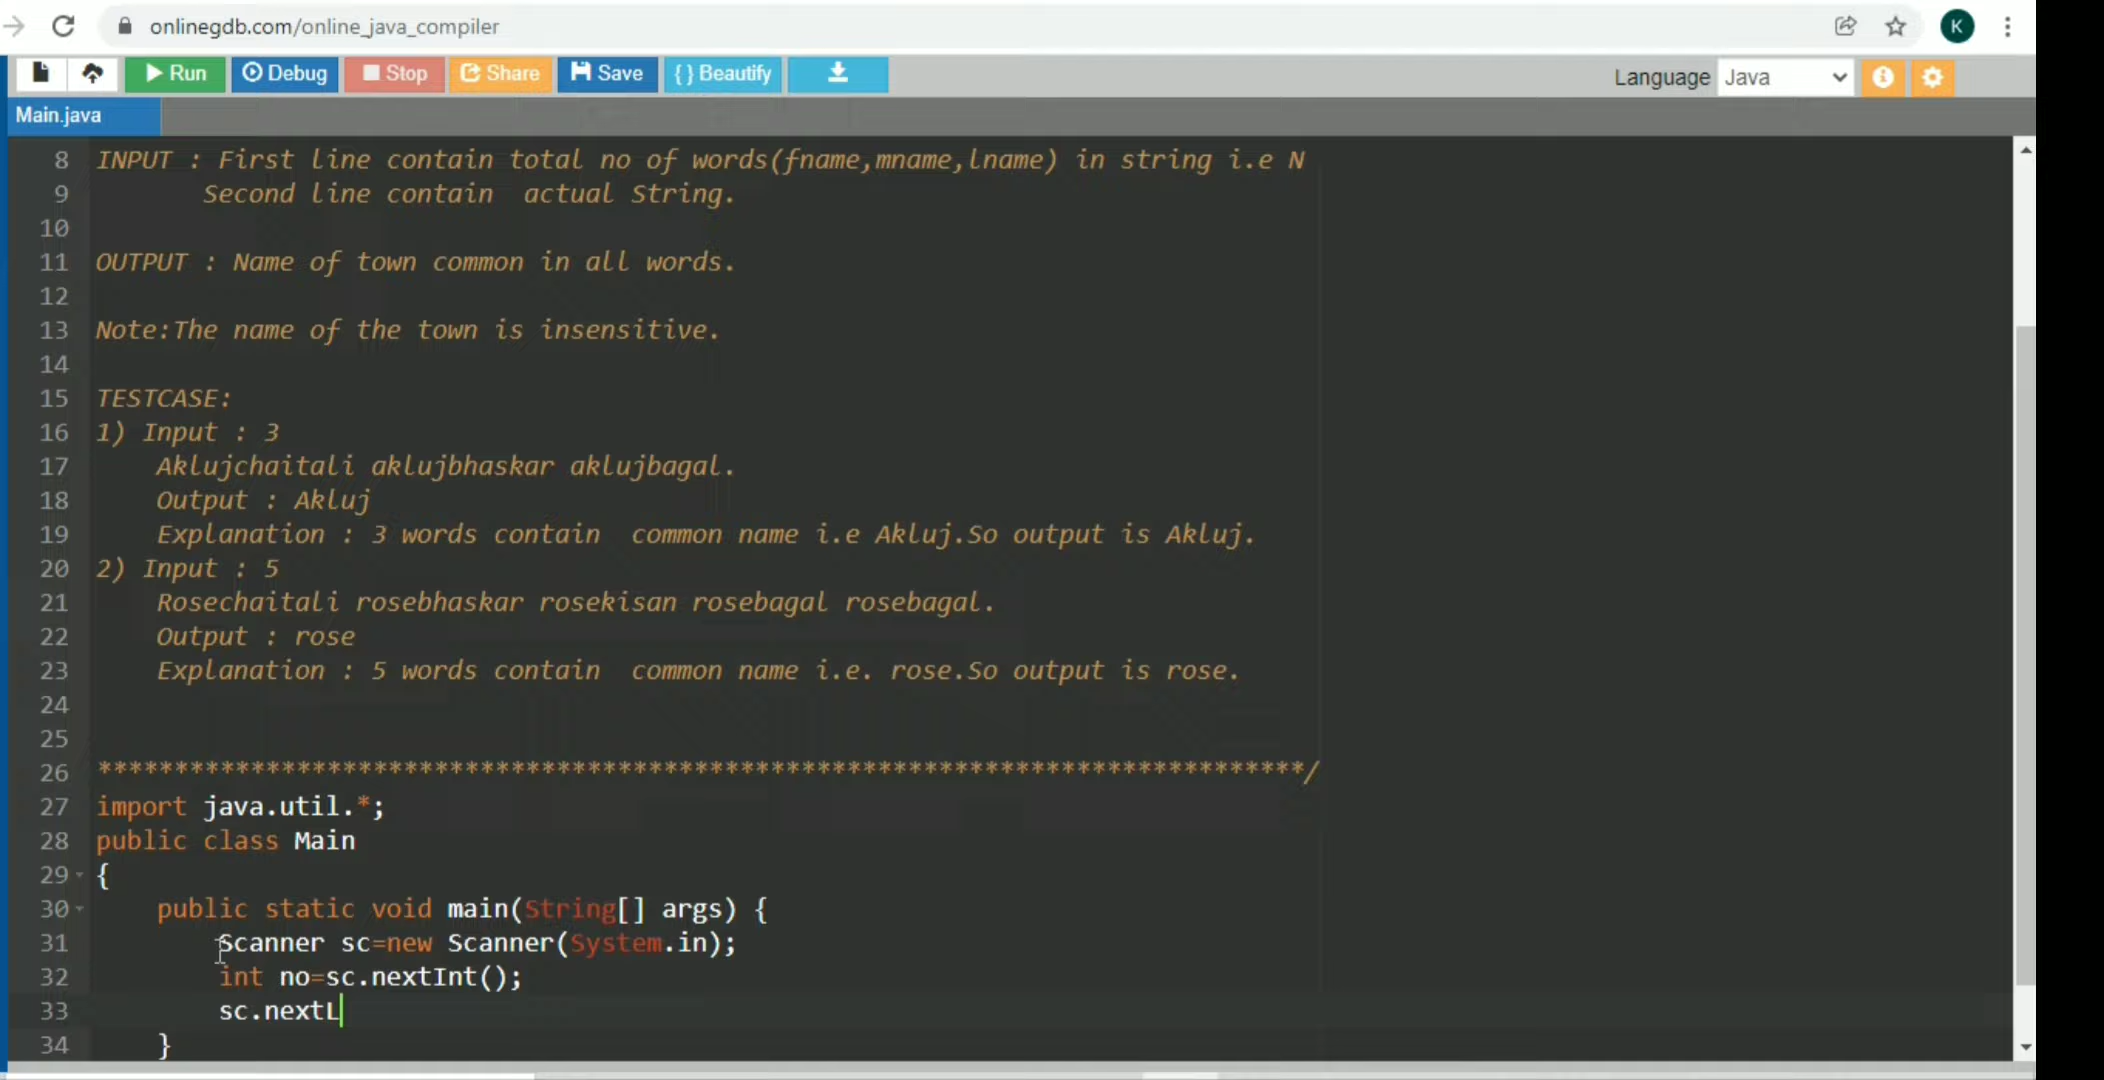 onlinegdb.com/online_java_compiler
K
Run Debug Stop Share Save {} Beautify
Language Java
Main.java
8 INPUT : First line contain total no of words(fname,mname,lname) in string i.e N
9 Second line contain actual String.
10
11 OUTPUT : Name of town common in all words.
12
13 Note:The name of the town is insensitive.
14
15 TESTCASE:
16 1) Input : 3
17 Aklujchaitali aklujbhaskar aklujbagal.
18 Output : Akluj
19 Explanation : 3 words contain common name i.e Akluj.So output is Akluj.
20 2) Input : 5
21 Rosechaitali rosebhaskar rosekisan rosebagal rosebagal.
22 Output : rose
23 Explanation : 5 words contain common name i.e. rose.So output is rose.
24
25
26 *******************************************************************************/
27 import java.util.*;
28 public class Main
29 {
30 public static void main(String[] args) {
31 Scanner sc=new Scanner(System.in);
32 int no=sc.nextInt();
33 sc.nextL
34 }